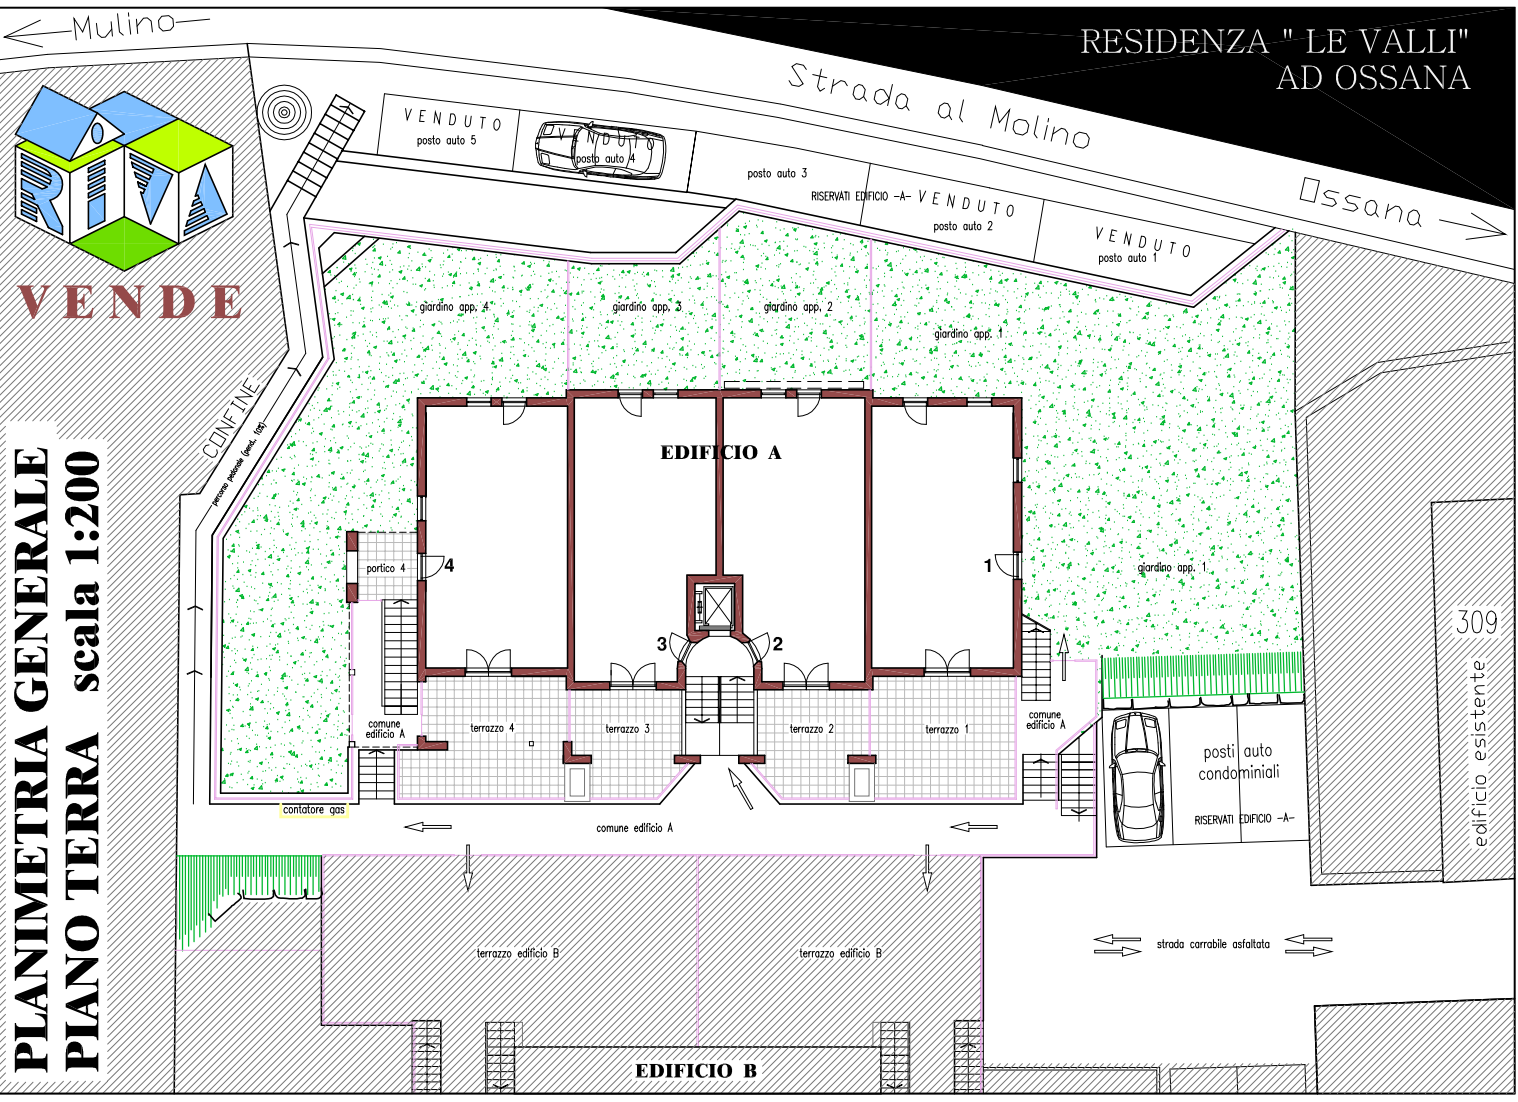 Mulino
RESIDENZA " LE VALLI"
AD OSSANA
Strada al Molino
Ossana
RIVA
VENDE
VENDUTO
posto auto 5
VENDUTO
posto auto 4
posto auto 3
RISERVATI EDIFICIO -A-
VENDUTO
posto auto 2
VENDUTO
posto auto 1
giardino app. 4
giardino app. 3
giardino app. 2
giardino app. 1
CONFINE
percorso pedonale (pend. 10%)
EDIFICIO A
portico 4
4
1
giardino app. 1
3
2
309
edificio esistente
comune
edificio A
terrazzo 4
terrazzo 3
terrazzo 2
terrazzo 1
comune
edificio A
posti auto
condominiali
RISERVATI EDIFICIO -A-
contatore gas
comune edificio A
terrazzo edificio B
terrazzo edificio B
strada carrabile asfaltata
EDIFICIO B
PLANIMETRIA GENERALE
PIANO TERRA scala 1:200